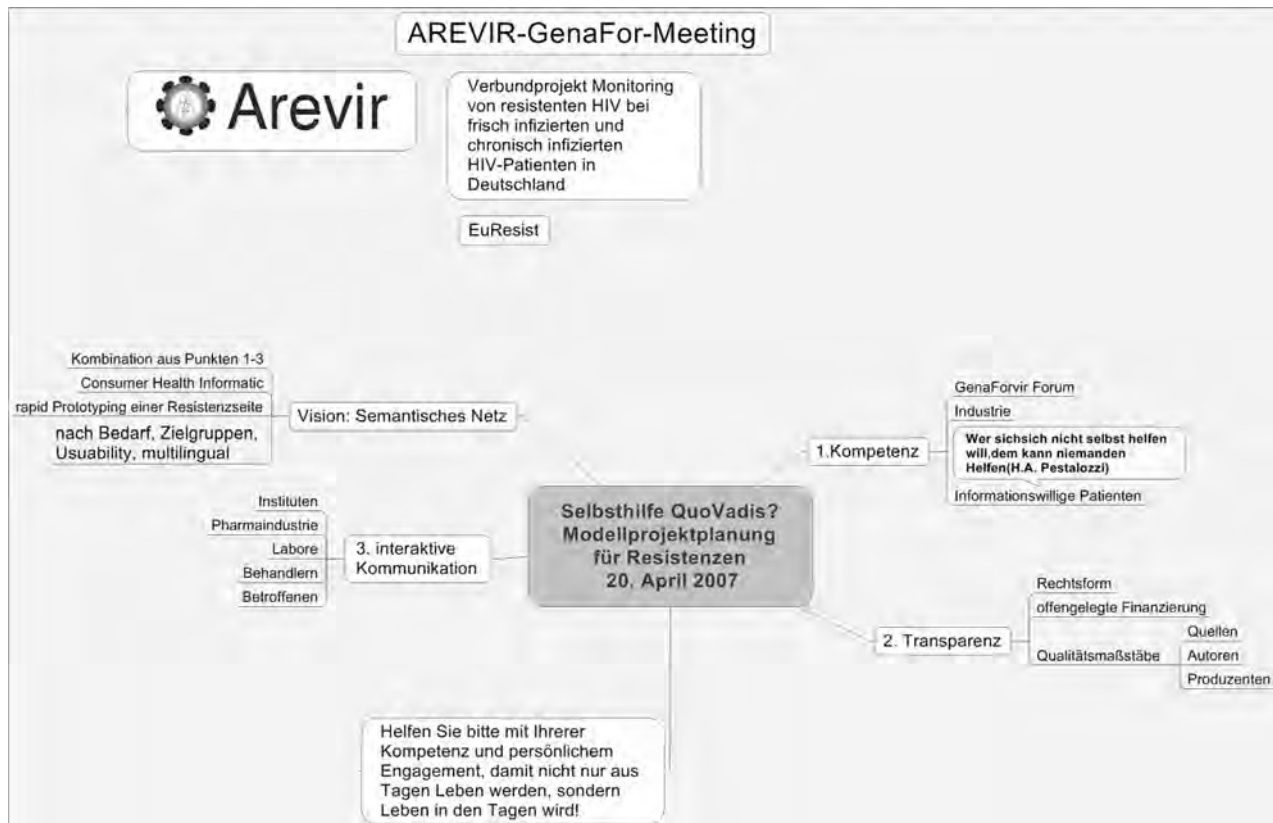 AREVIR-GenaFor-Meeting
Arevir
Verbundprojekt Monitoring
von resistenten HIV bei
frisch infizierten und
chronisch infizierten
HIV-Patienten in
Deutschland
EuResist
Kombination aus Punkten 1-3
Consumer Health Informatic
rapid Prototyping einer Resistenzseite
nach Bedarf, Zielgruppen,
Usuability, multilingual
Vision: Semantisches Netz
GenaForvir Forum
Industrie
Wer sichsich nicht selbst helfen
will,dem kann niemanden
Helfen(H.A. Pestalozzi)
Informationswillige Patienten
1.Kompetenz
Instituten
Pharmaindustrie
Labore
Behandlern
Betroffenen
3. interaktive
Kommunikation
Selbsthilfe QuoVadis?
Modellprojektplanung
für Resistenzen
20. April 2007
2. Transparenz
Rechtsform
offengelegte Finanzierung
Qualitätsmaßstäbe
Quellen
Autoren
Produzenten
Helfen Sie bitte mit Ihrerer
Kompetenz und persönlichem
Engagement, damit nicht nur aus
Tagen Leben werden, sondern
Leben in den Tagen wird!